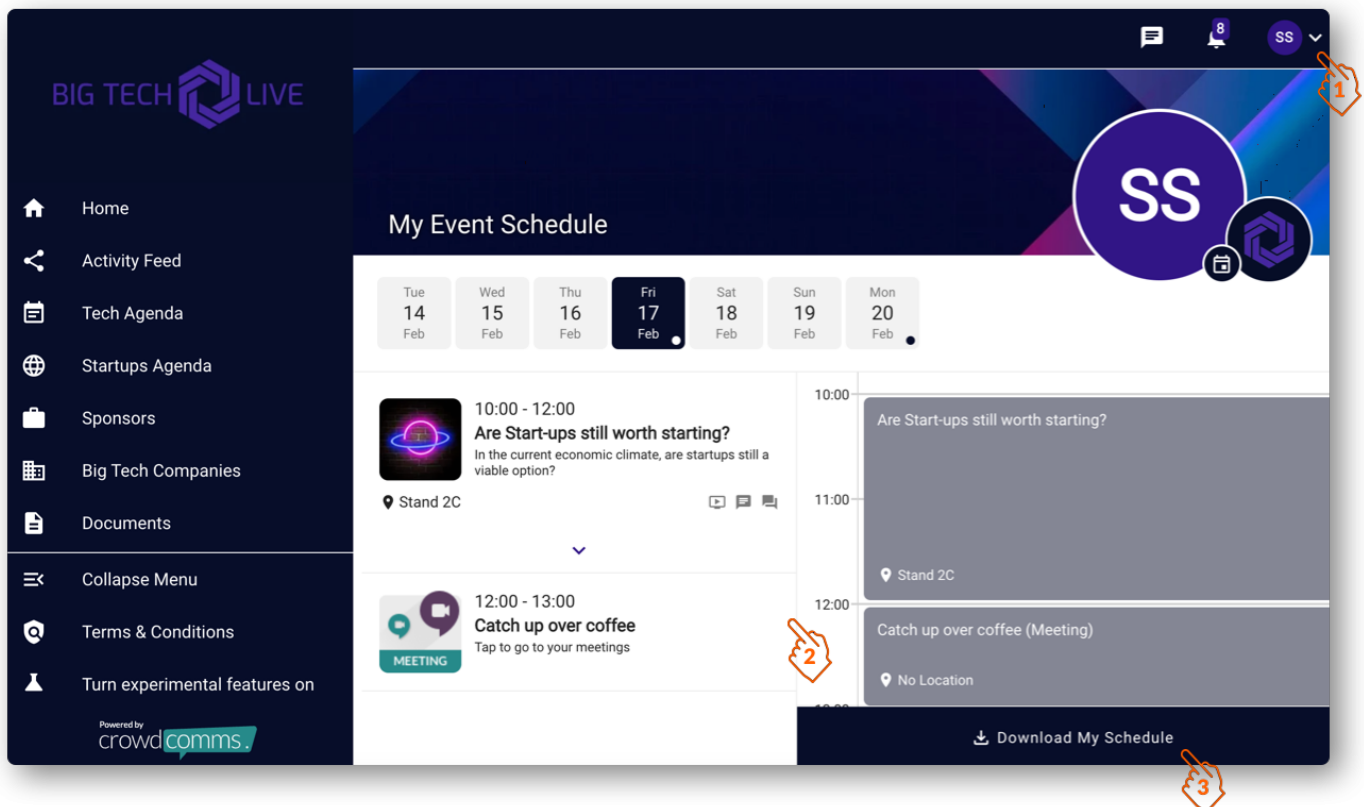 BIG TECH LIVE
8
SS
1
Home
Activity Feed
Tech Agenda
Startups Agenda
Sponsors
Big Tech Companies
Documents
Collapse Menu
Terms & Conditions
Turn experimental features on
Powered by
crowdcomms.
My Event Schedule
SS
Tue
14
Feb
Wed
15
Feb
Thu
16
Feb
Fri
17
Feb
Sat
18
Feb
Sun
19
Feb
Mon
20
Feb
10:00 - 12:00
Are Start-ups still worth starting?
In the current economic climate, are startups still a
viable option?
Stand 2C
12:00 - 13:00
Catch up over coffee
Tap to go to your meetings
MEETING
2
10:00
Are Start-ups still worth starting?
11:00
Stand 2C
12:00
Catch up over coffee (Meeting)
No Location
Download My Schedule
3